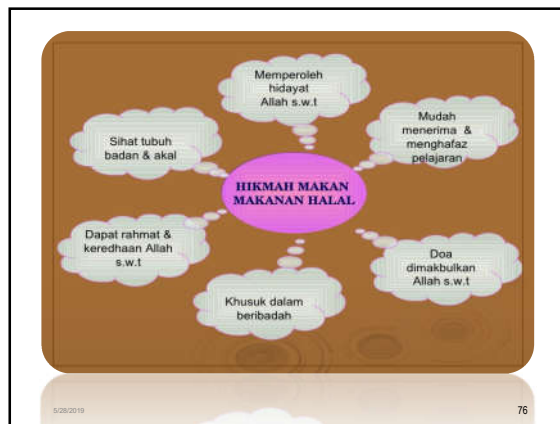 Memperoleh
hidayat
Allah s.w.t
Mudah
menerima &
menghafaz
pelajaran
Sihat tubuh
badan & akal
HIKMAH MAKAN
MAKANAN HALAL
Dapat rahmat &
keredhaan Allah
s.w.t
Doa
dimakbulkan
Allah s.w.t
Khusuk dalam
beribadah
5/28/2019
76